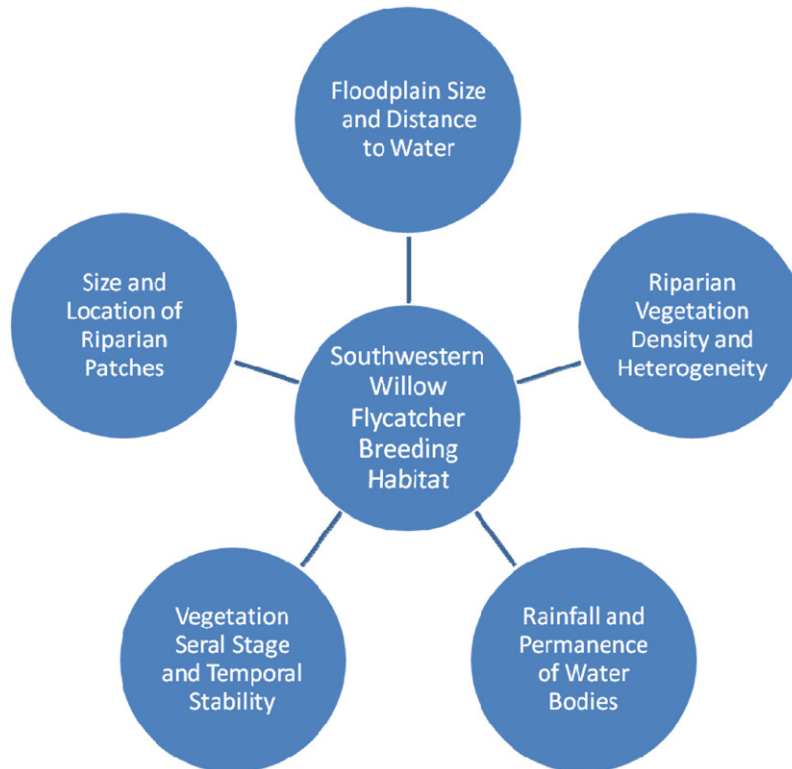 Floodplain Size
and Distance
to Water
Size and
Location of
Riparian
Patches
Riparian
Vegetation
Density and
Heterogeneity
Southwestern
Willow
Flycatcher
Breeding
Habitat
Vegetation
Seral Stage
and Temporal
Stability
Rainfall and
Permanence
of Water
Bodies